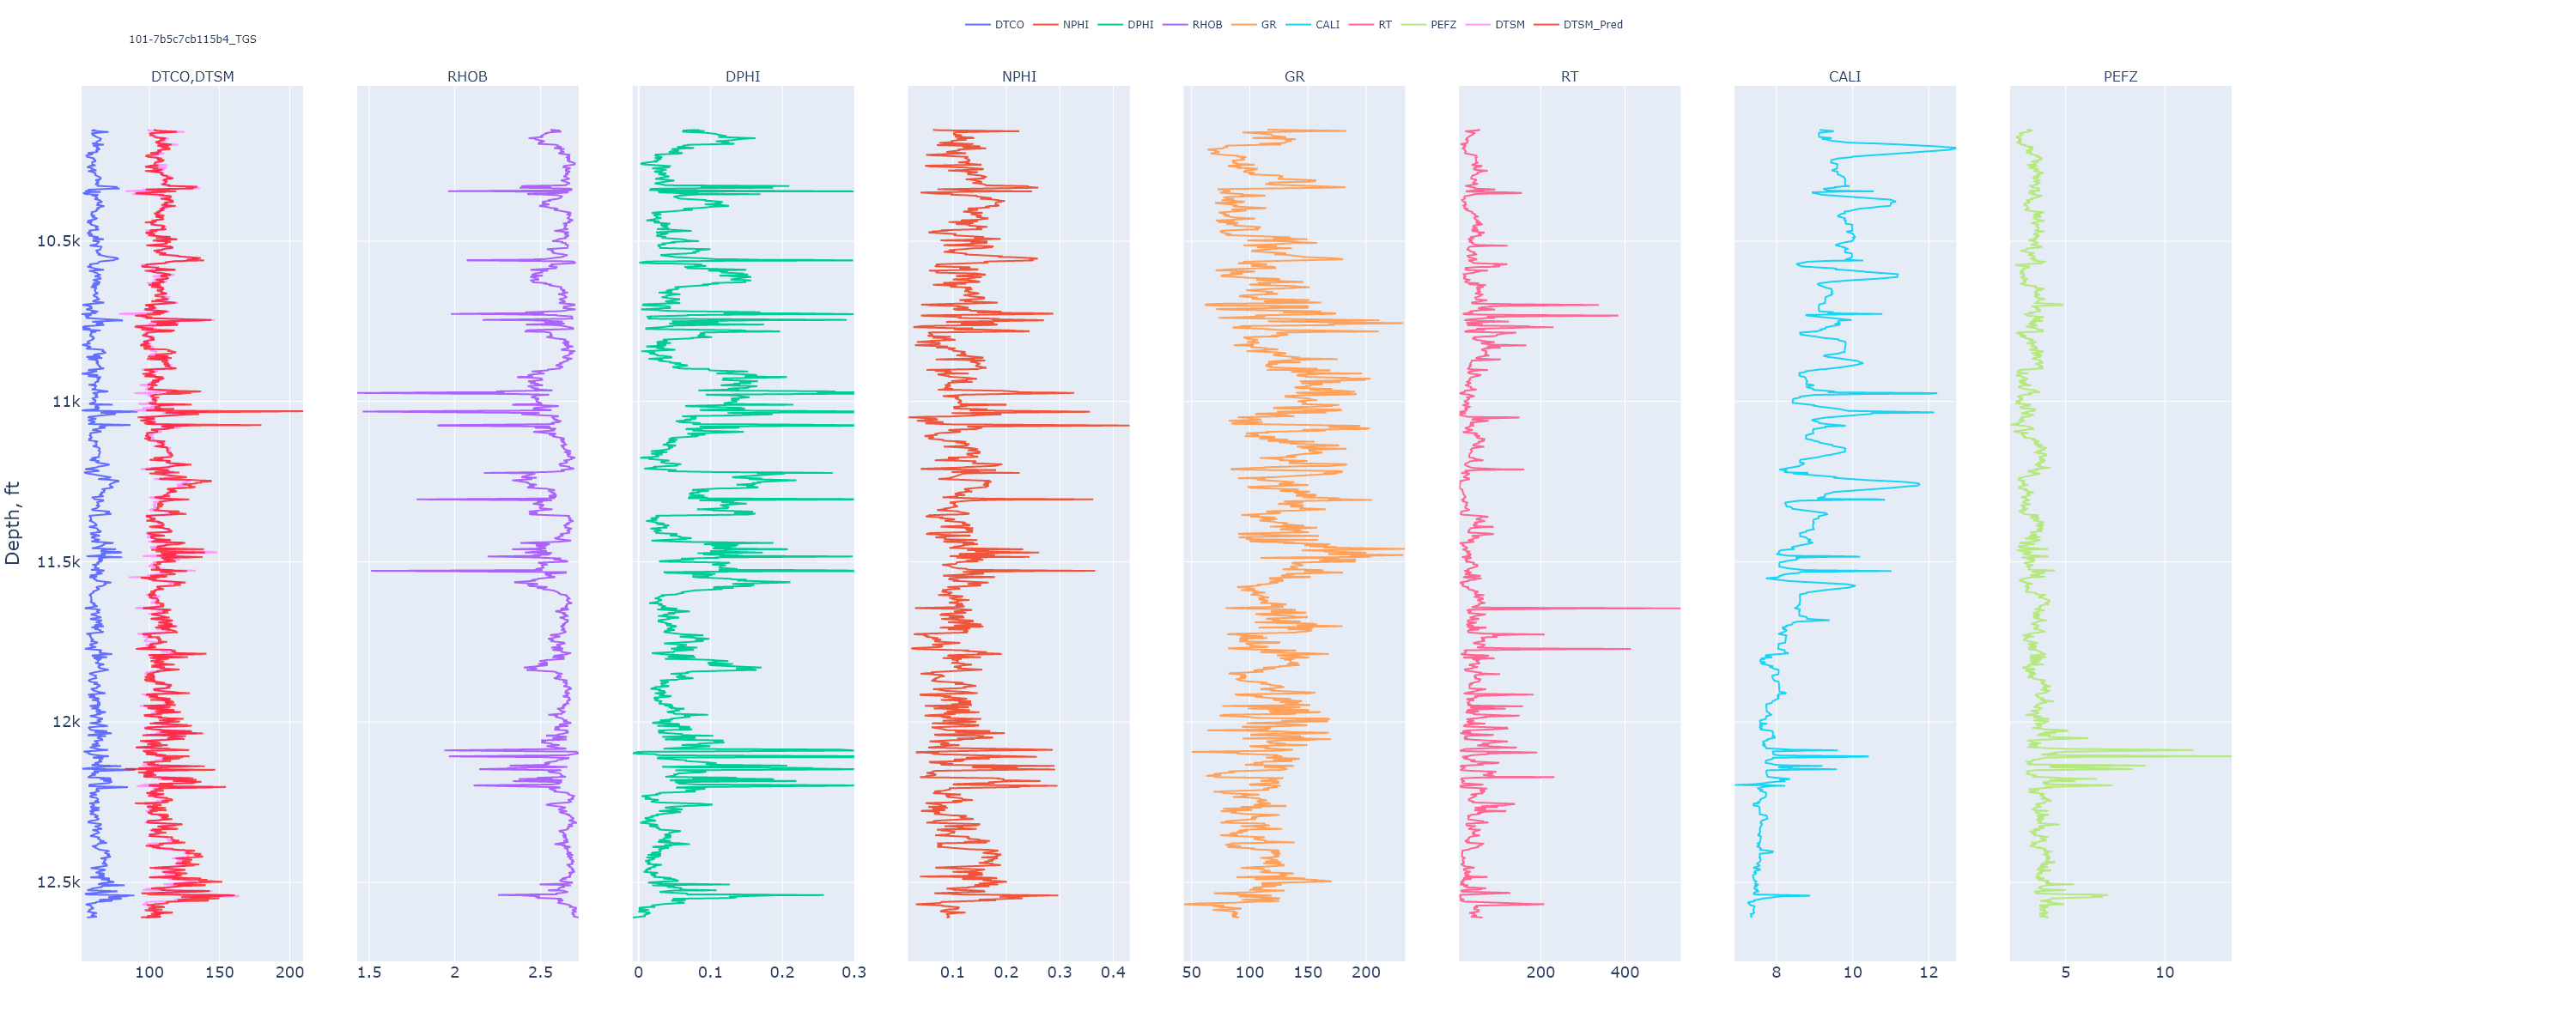 DTCO NPHI DPHI RHOB GR CALI RT PEFZ DTSM DTSM_Pred
101-7b5c7cb115b4_TGS
DTCO,DTSM RHOB DPHI NPHI GR RT CALI PEFZ
10.5k
11k
11.5k
12k
12.5k
Depth, ft
100 150 200 1.5 2 2.5 0 0.1 0.2 0.3 0.1 0.2 0.3 0.4 50 100 150 200 200 400 8 10 12 5 10